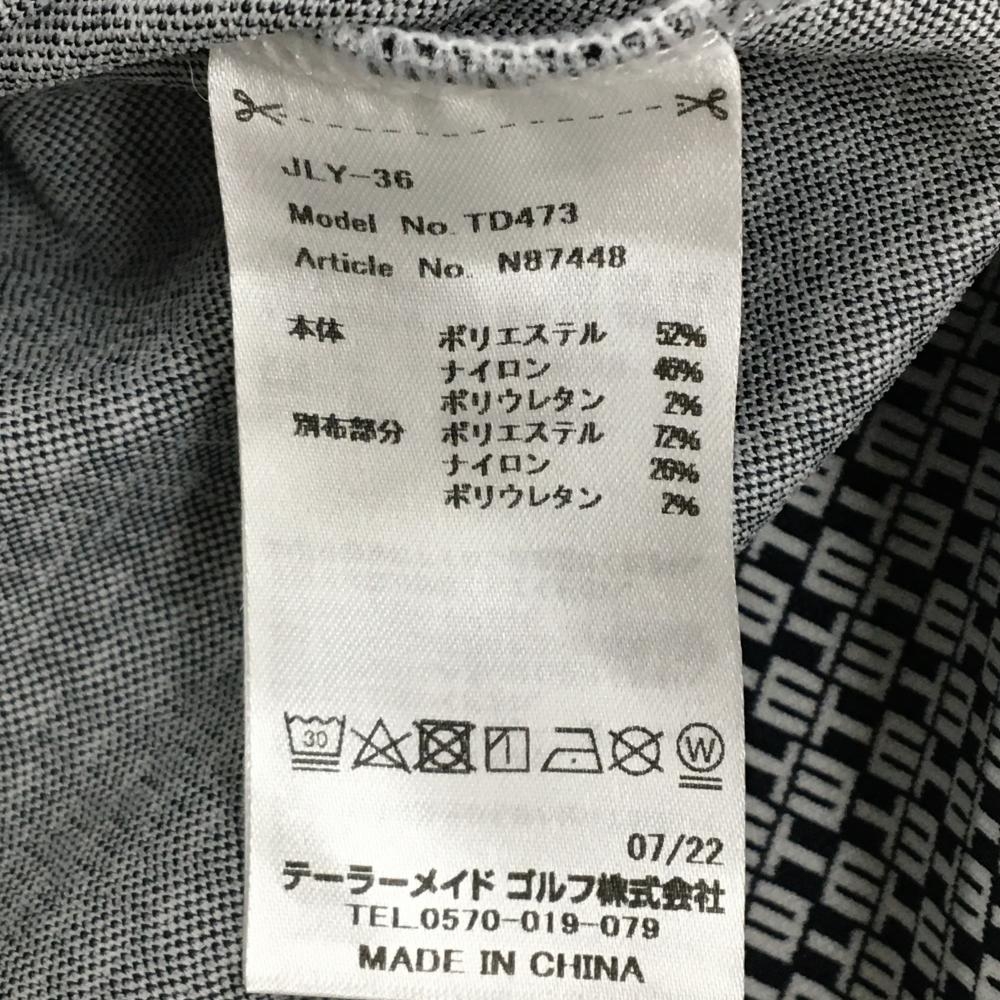 JLY-36
Model No. TD473
Article No. N87448
本体 ポリエステル 52%
ナイロン 46%
ポリウレタン 2%
別布部分 ポリエステル 72%
ナイロン 26%
ポリウレタン 2%
30 W
07/22
テーラーメイド ゴルフ株式会社
TEL.0570-019-079
MADE IN CHINA